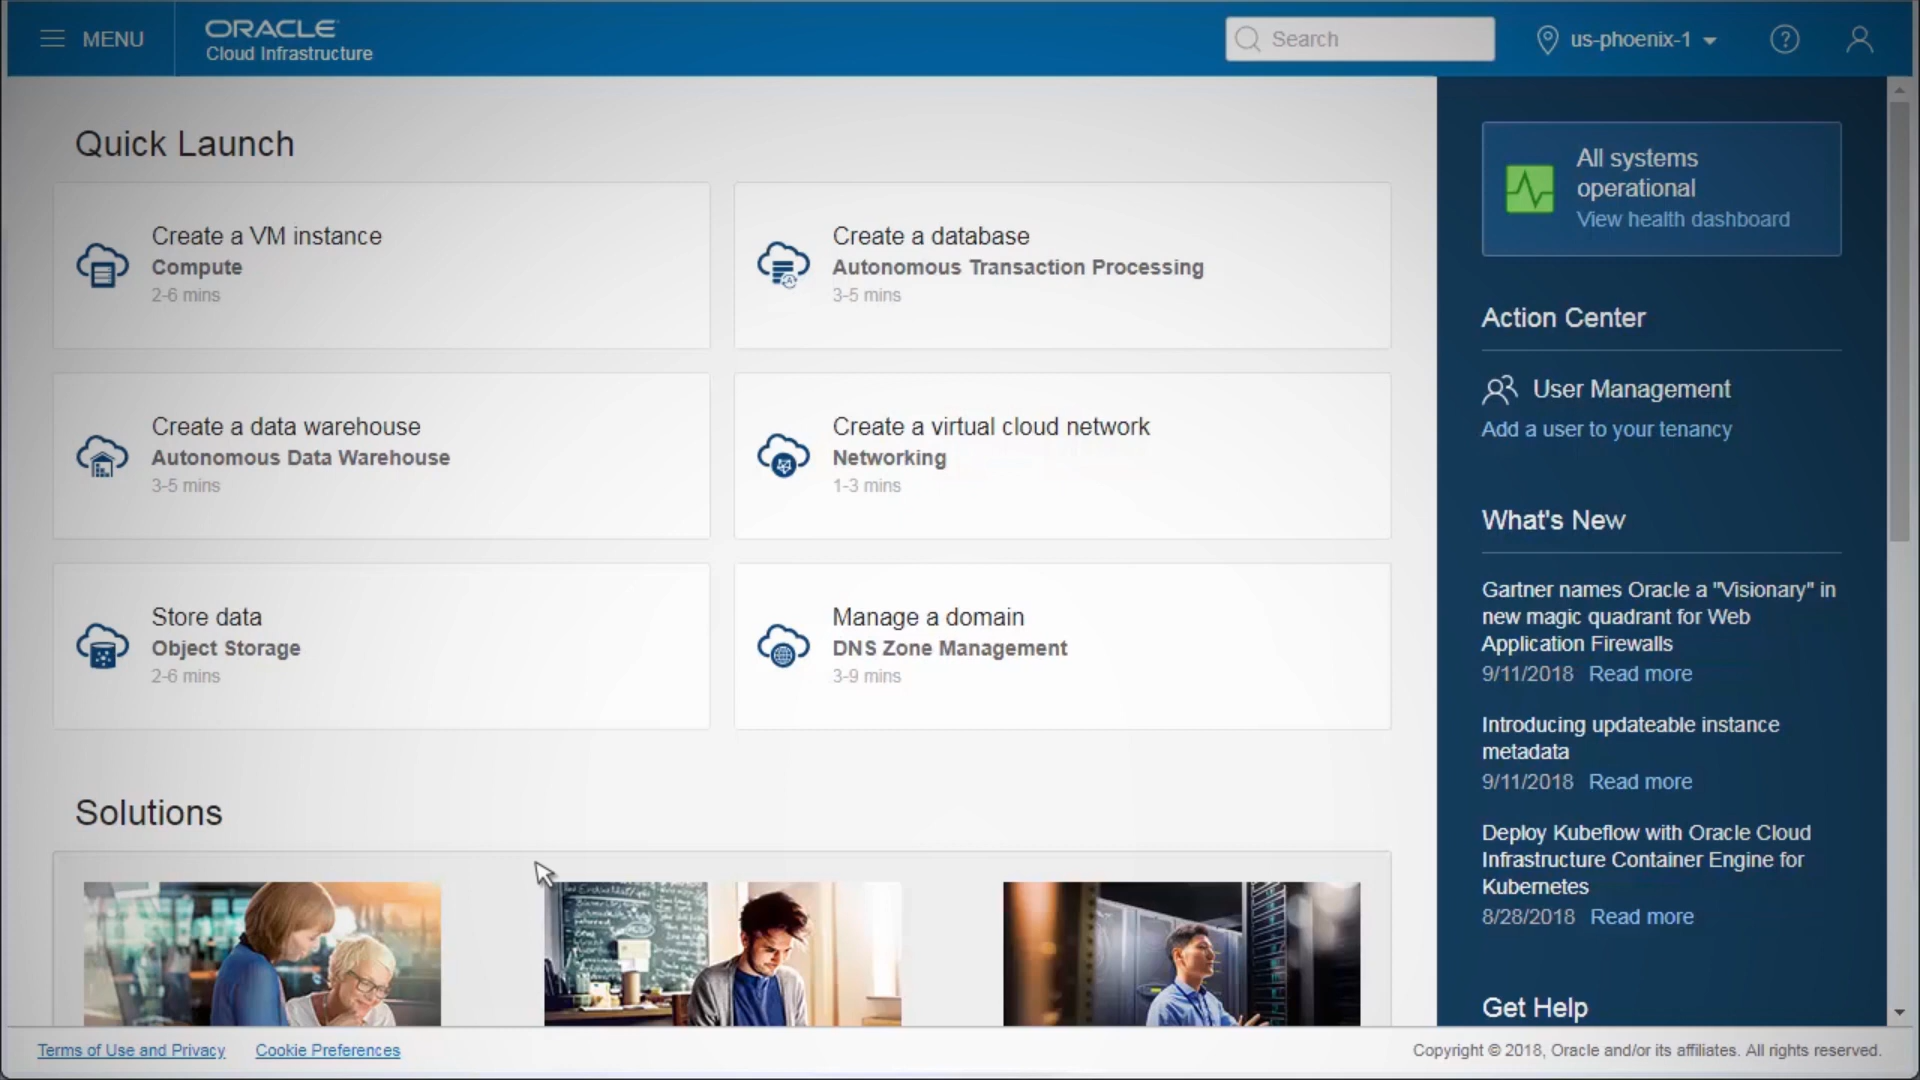 MENU
ORACLE
Cloud Infrastructure
Search
us-phoenix-1
Quick Launch
Create a VM instance
Compute
2-6 mins
Create a database
Autonomous Transaction Processing
3-5 mins
Create a data warehouse
Autonomous Data Warehouse
3-5 mins
Create a virtual cloud network
Networking
1-3 mins
Store data
Object Storage
2-6 mins
Manage a domain
DNS Zone Management
3-9 mins
Solutions
All systems
operational
View health dashboard
Action Center
User Management
Add a user to your tenancy
What's New
Gartner names Oracle a "Visionary" in
new magic quadrant for Web
Application Firewalls
9/11/2018 Read more
Introducing updateable instance
metadata
9/11/2018 Read more
Deploy Kubeflow with Oracle Cloud
Infrastructure Container Engine for
Kubernetes
8/28/2018 Read more
Get Help
Terms of Use and Privacy
Cookie Preferences
Copyright © 2018, Oracle and/or its affiliates. All rights reserved.